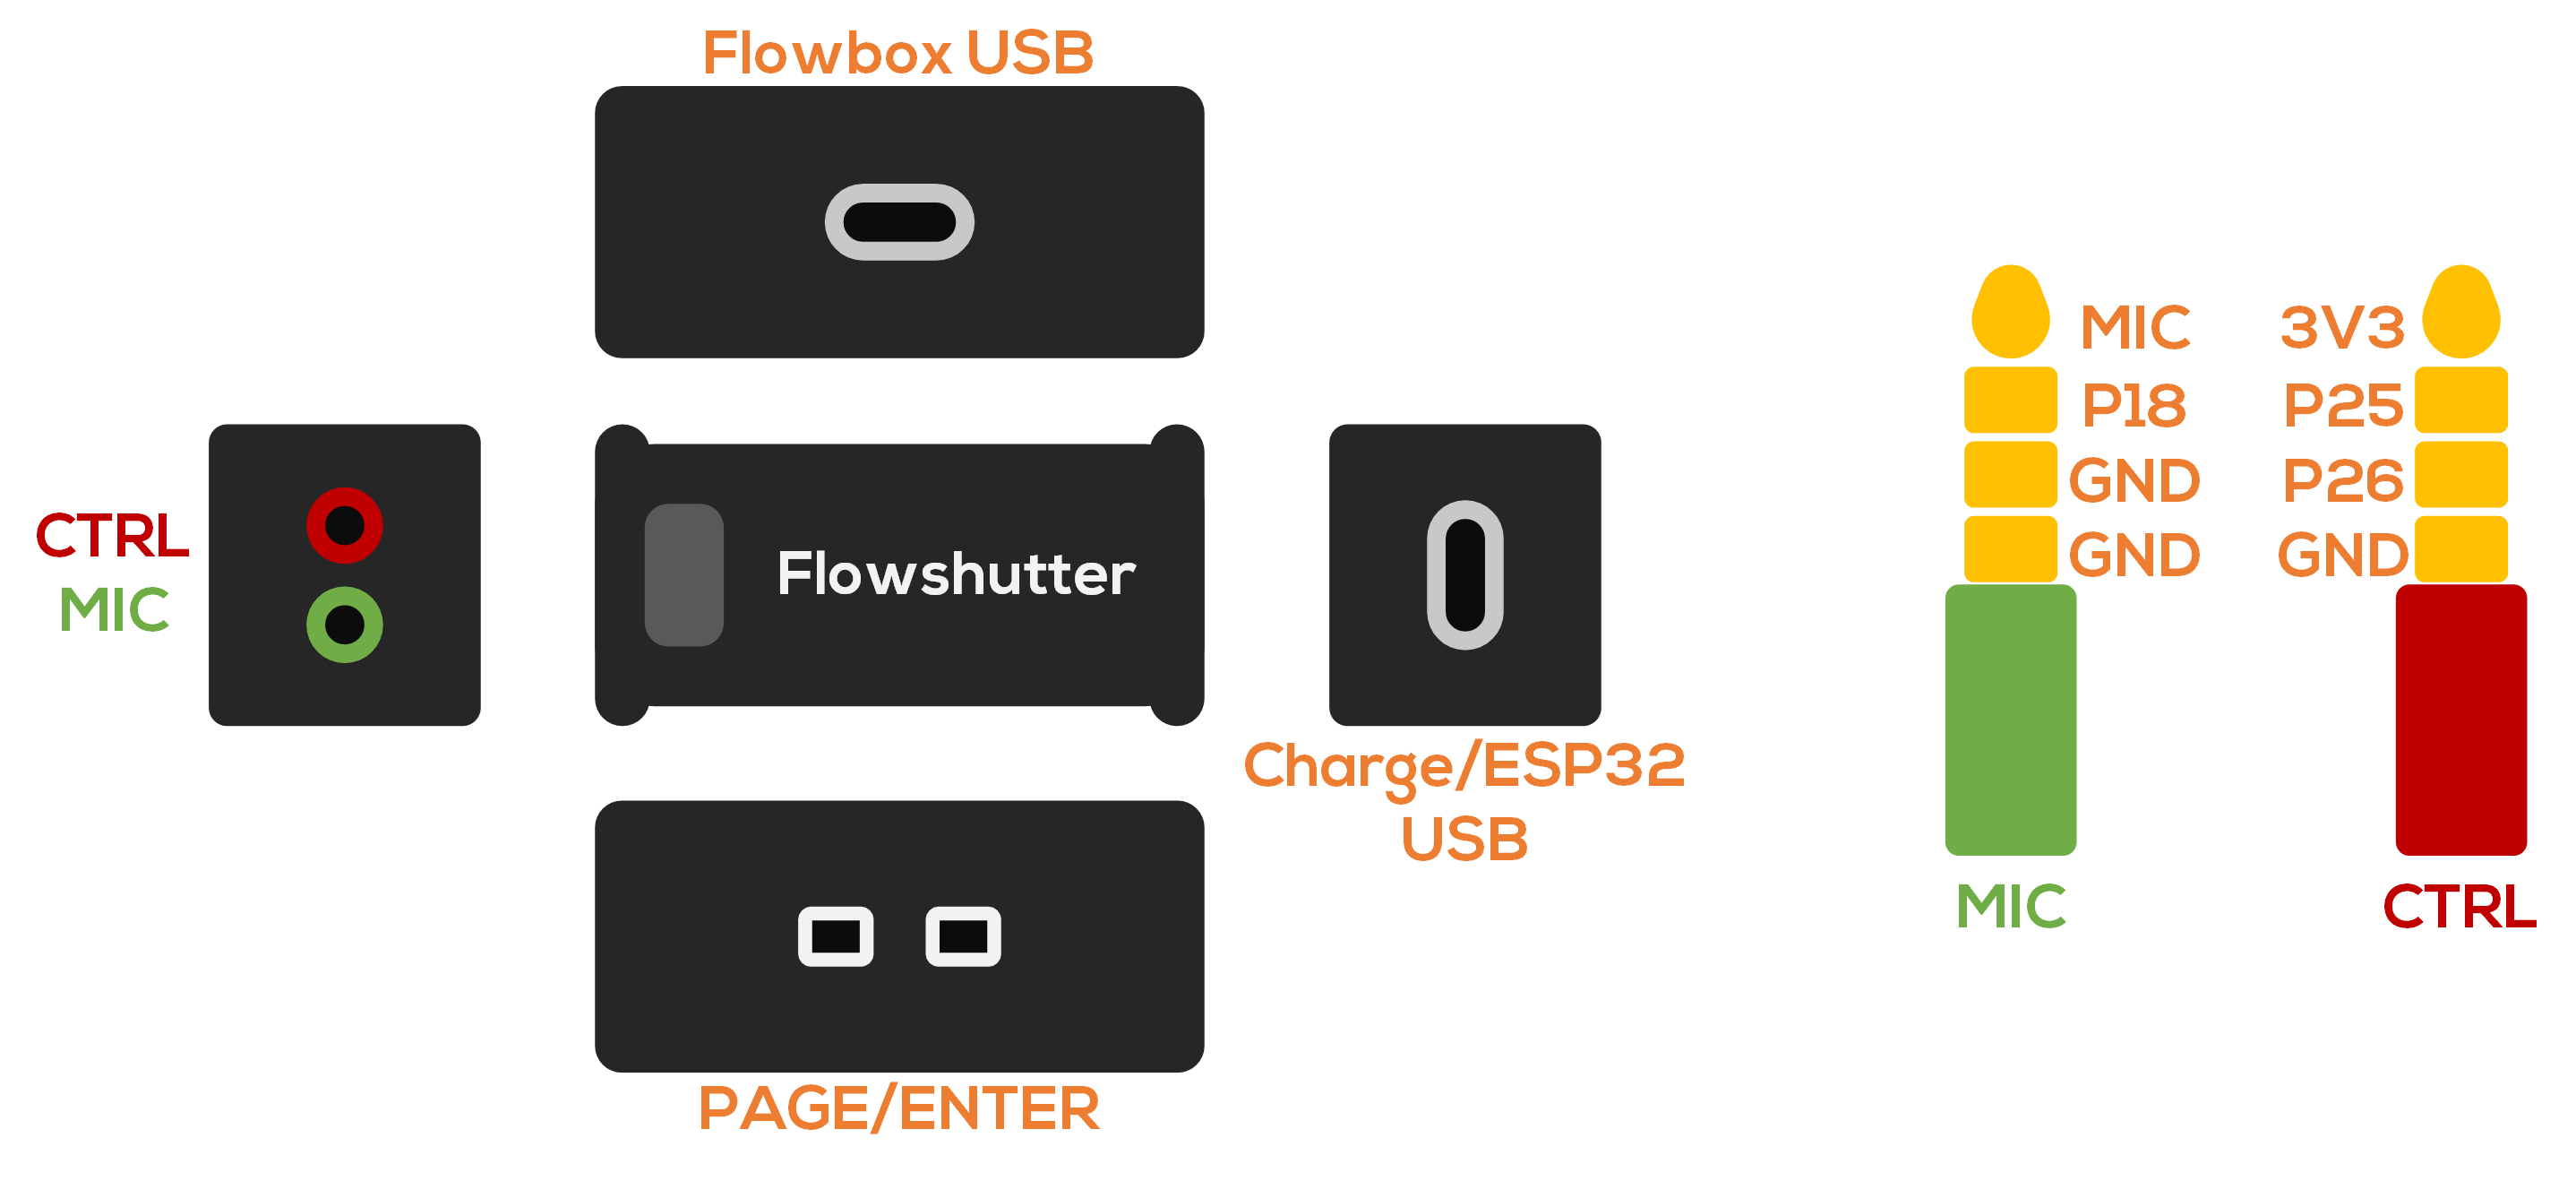 Flowbox USB
CTRL
MIC
Flowshutter
Charge/ESP32
USB
PAGE/ENTER
MIC
P18
GND
GND
MIC
3V3
P25
P26
GND
CTRL